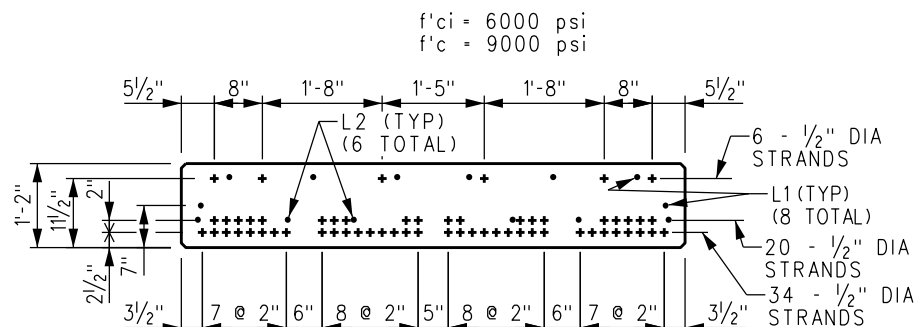 f'ci = 6000 psi
f'c = 9000 psi
5½" 8" 1'-8" 1'-5" 1'-8" 8" 5½"
L2 (TYP)
(6 TOTAL)
6 - ½" DIA
STRANDS
1'-2"
11½"
2"
7"
2½"
L1(TYP)
(8 TOTAL)
20 - ½" DIA
STRANDS
34 - ½" DIA
STRANDS
3½" 7 @ 2" 6" 8 @ 2" 5" 8 @ 2" 6" 7 @ 2" 3½"